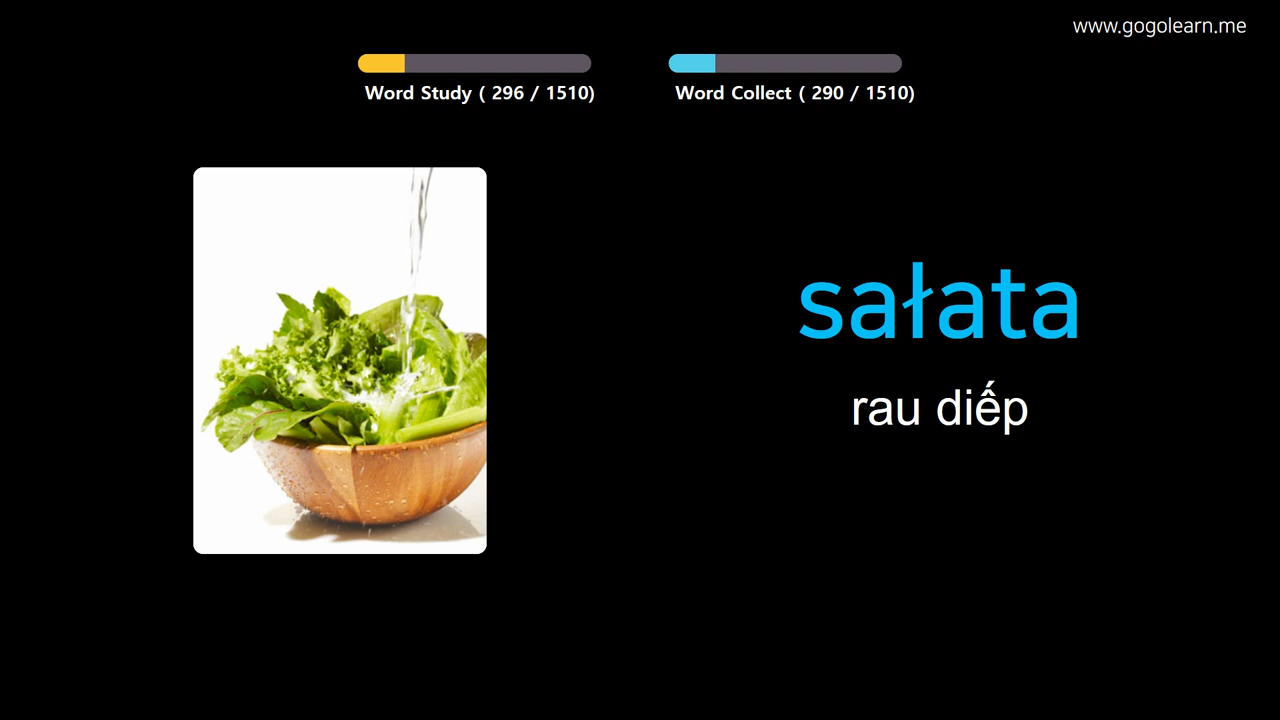 www.gogolearn.me
Word Study ( 296 / 1510)
Word Collect ( 290 / 1510)
sałata
rau diếp